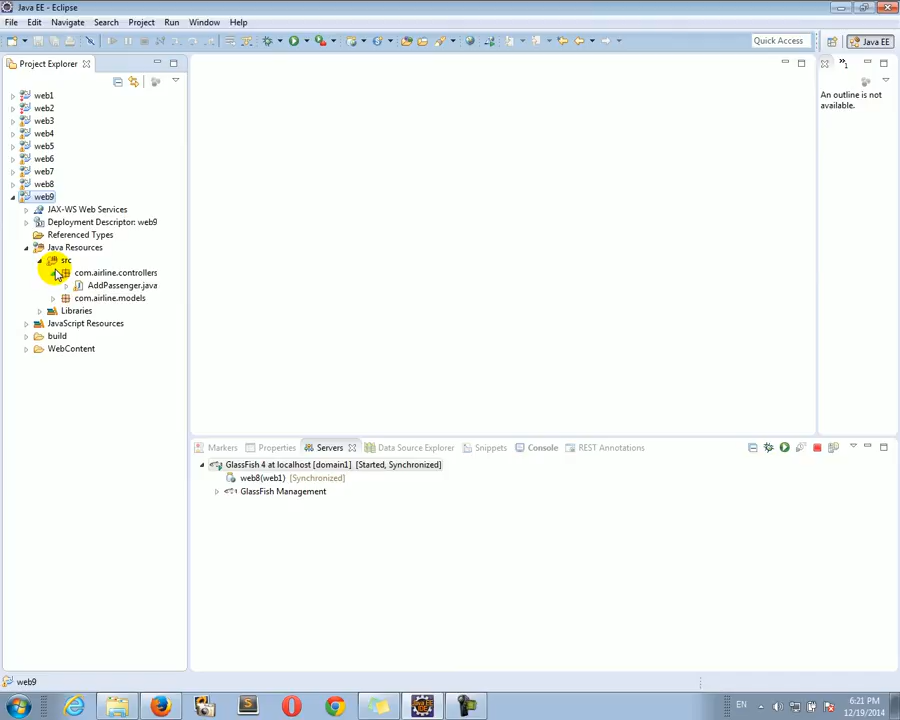 Java EE - Eclipse
File Edit Navigate Search Project Run Window Help
Quick Access
Java EE
Project Explorer
An outline is not
available.
web1
web2
web3
web4
web5
web6
web7
web8
web9
JAX-WS Web Services
Deployment Descriptor: web9
Referenced Types
Java Resources
src
com.airline.controllers
AddPassenger.java
com.airline.models
Libraries
JavaScript Resources
build
WebContent
Markers Properties Servers Data Source Explorer Snippets Console REST Annotations
GlassFish 4 at localhost [domain1] [Started, Synchronized]
web8(web1) [Synchronized]
GlassFish Management
web9
EN
6:21 PM
12/19/2014